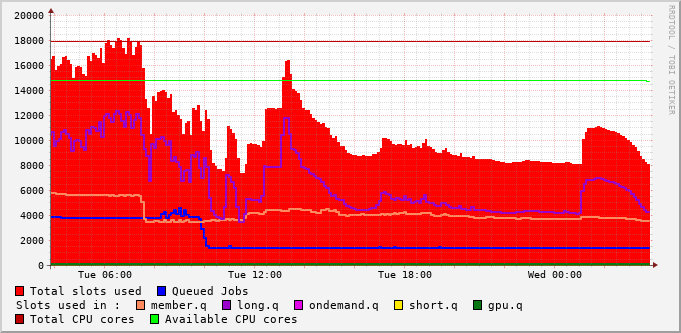 20000
18000
16000
14000
12000
10000
8000
6000
4000
2000
0
Tue 06:00 Tue 12:00 Tue 18:00 Wed 00:00
RRDTOOL / TOBI OETIKER
Total slots used Queued Jobs
Slots used in : member.q long.q ondemand.q short.q gpu.q
Total CPU cores Available CPU cores